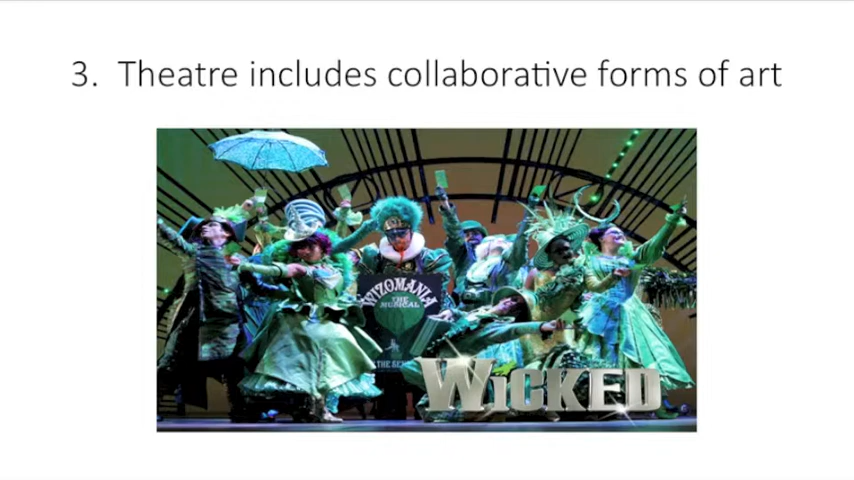 3. Theatre includes collaborative forms of art
WIZOMANIA
THE
MUSICAL
WICKED